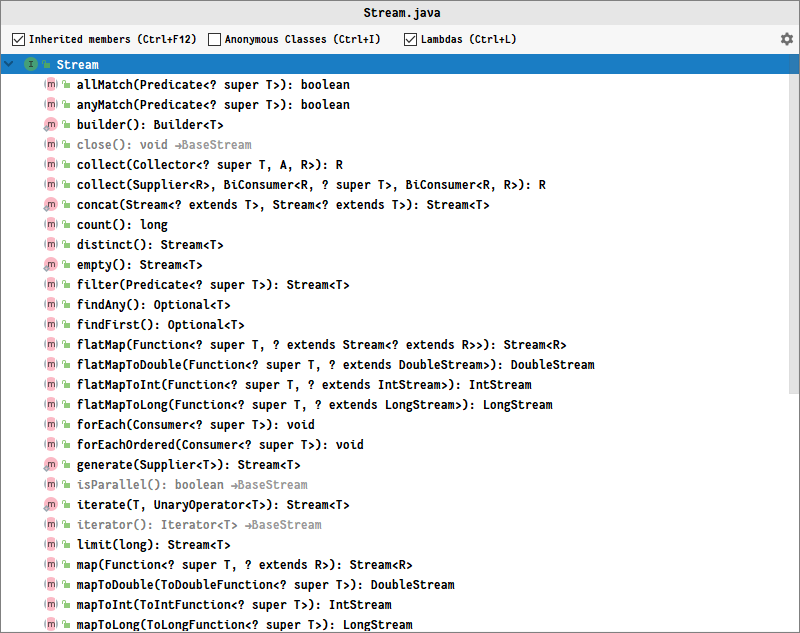 Stream.java
Inherited members (Ctrl+F12) Anonymous Classes (Ctrl+I) Lambdas (Ctrl+L)
I Stream
m allMatch(Predicate<? super T>): boolean
m anyMatch(Predicate<? super T>): boolean
m builder(): Builder<T>
m close(): void →BaseStream
m collect(Collector<? super T, A, R>): R
m collect(Supplier<R>, BiConsumer<R, ? super T>, BiConsumer<R, R>): R
m concat(Stream<? extends T>, Stream<? extends T>): Stream<T>
m count(): long
m distinct(): Stream<T>
m empty(): Stream<T>
m filter(Predicate<? super T>): Stream<T>
m findAny(): Optional<T>
m findFirst(): Optional<T>
m flatMap(Function<? super T, ? extends Stream<? extends R>>): Stream<R>
m flatMapToDouble(Function<? super T, ? extends DoubleStream>): DoubleStream
m flatMapToInt(Function<? super T, ? extends IntStream>): IntStream
m flatMapToLong(Function<? super T, ? extends LongStream>): LongStream
m forEach(Consumer<? super T>): void
m forEachOrdered(Consumer<? super T>): void
m generate(Supplier<T>): Stream<T>
m isParallel(): boolean →BaseStream
m iterate(T, UnaryOperator<T>): Stream<T>
m iterator(): Iterator<T> →BaseStream
m limit(long): Stream<T>
m map(Function<? super T, ? extends R>): Stream<R>
m mapToDouble(ToDoubleFunction<? super T>): DoubleStream
m mapToInt(ToIntFunction<? super T>): IntStream
m mapToLong(ToLongFunction<? super T>): LongStream